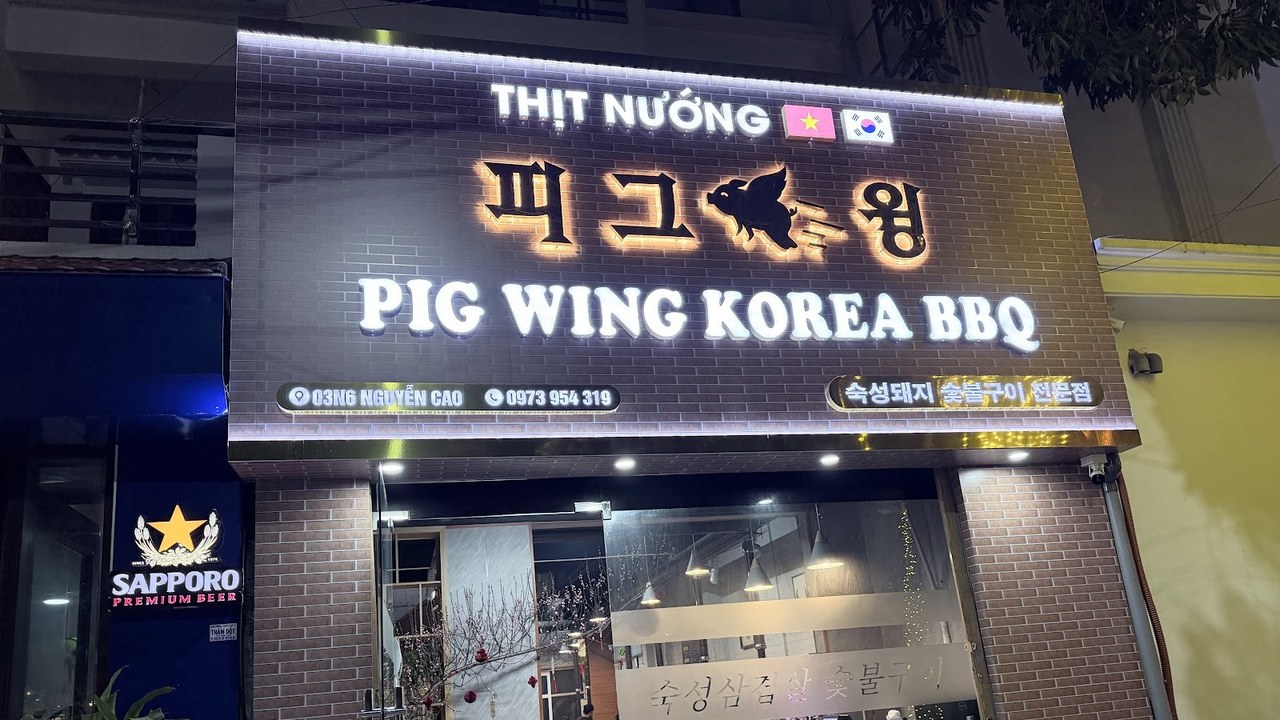 THỊT NƯỚNG
피그윙
PIG WING KOREA BBQ
03N6 NGUYỄN CAO 0973 954 319
숙성돼지 숯불구이 전문점
SAPPORO
PREMIUM BEER
숙성삼겹살 숯불구이